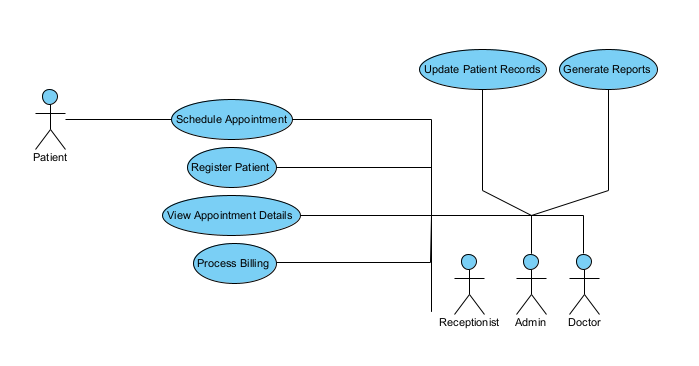 Update Patient Records
Generate Reports
Schedule Appointment
Patient
Register Patient
View Appointment Details
Process Billing
Receptionist
Admin
Doctor